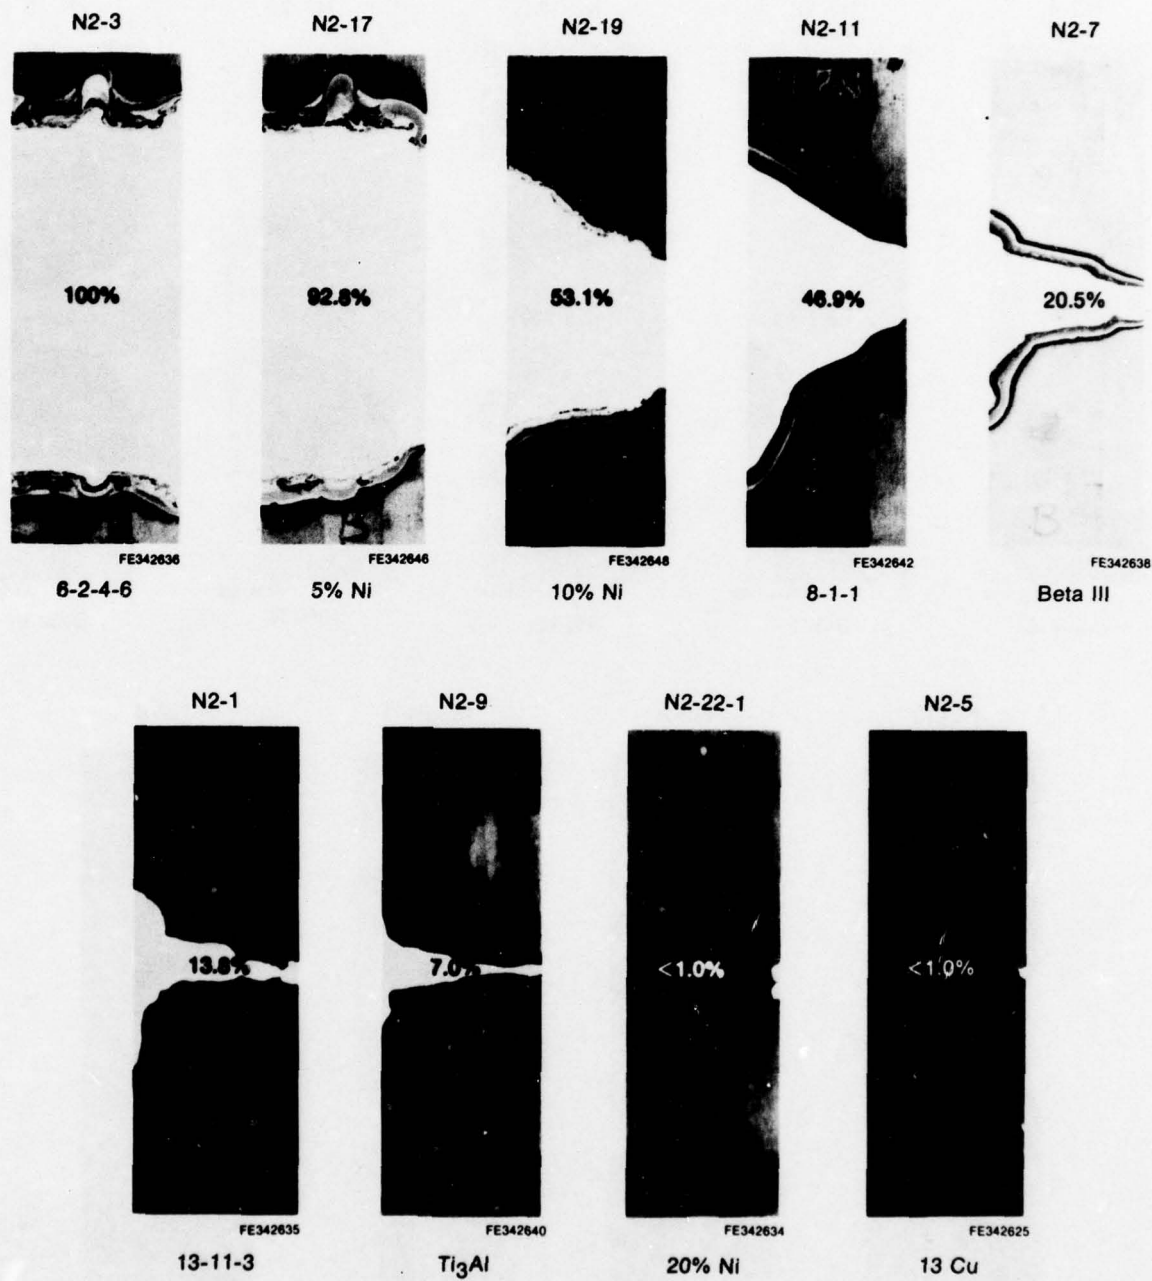 N2-3 N2-17 N2-19 N2-11 N2-7
100% 92.8% 53.1% 46.9% 20.5%
FE342636 FE342646 FE342648 FE342642 FE342638
6-2-4-6 5% Ni 10% Ni 8-1-1 Beta III
N2-1 N2-9 N2-22-1 N2-5
13.8% 7.0% <1.0% <1.0%
FE342635 FE342640 FE342634 FE342625
13-11-3 Ti₃Al 20% Ni 13 Cu